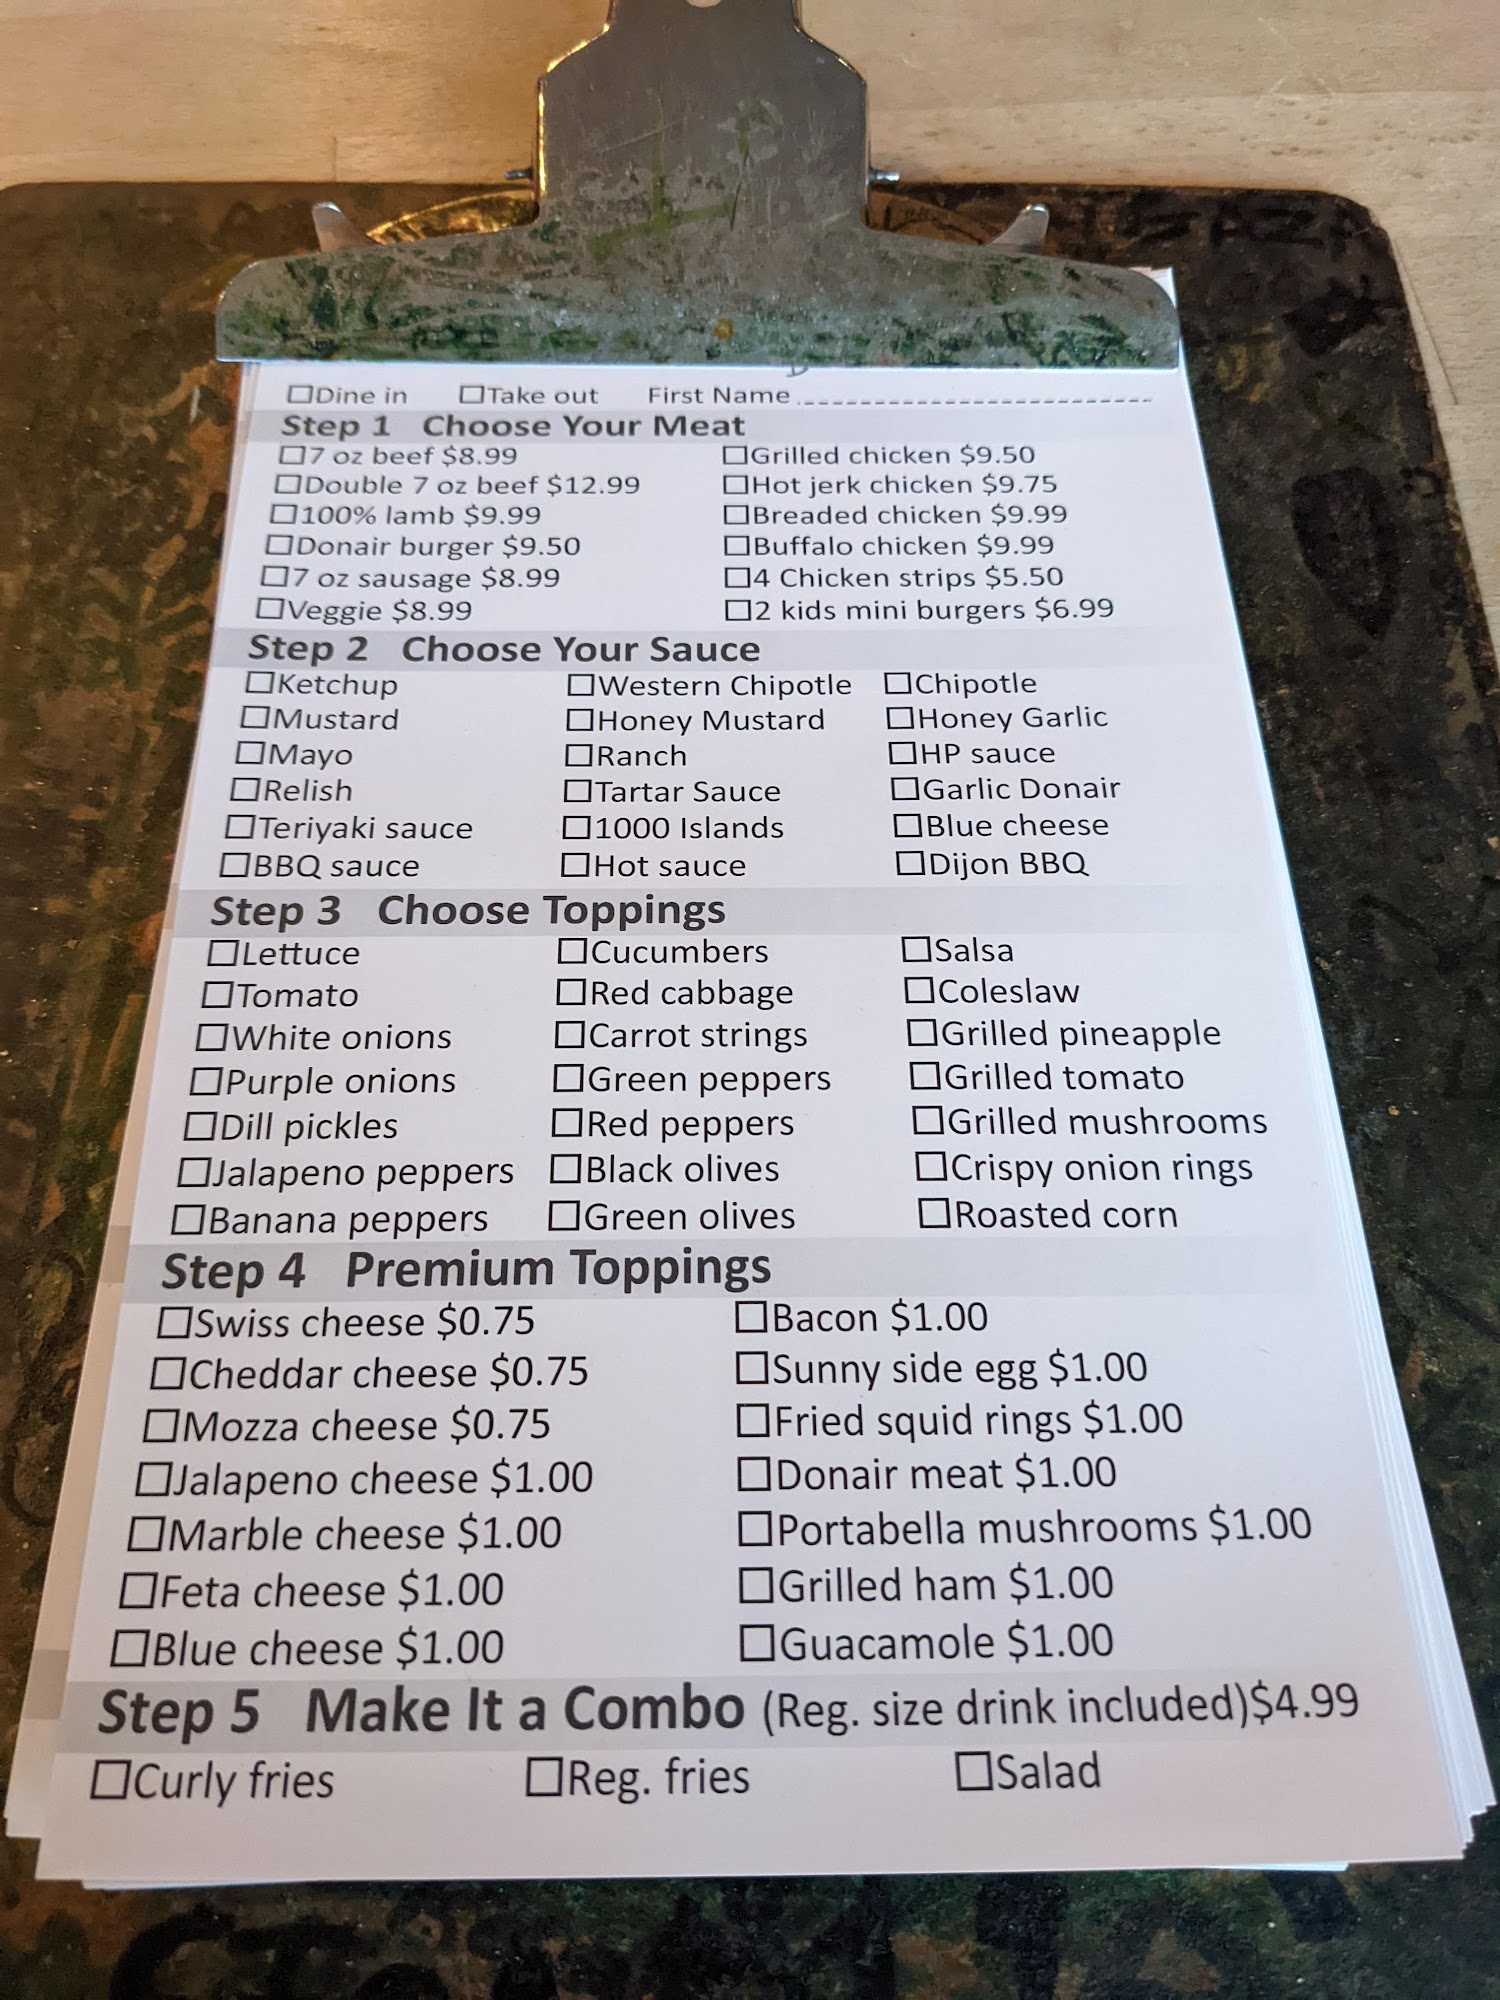 Dine in Take out First Name
Step 1 Choose Your Meat
7 oz beef $8.99 Grilled chicken $9.50
Double 7 oz beef $12.99 Hot jerk chicken $9.75
100% lamb $9.99 Breaded chicken $9.99
Donair burger $9.50 Buffalo chicken $9.99
7 oz sausage $8.99 4 Chicken strips $5.50
Veggie $8.99 2 kids mini burgers $6.99
Step 2 Choose Your Sauce
Ketchup Western Chipotle Chipotle
Mustard Honey Mustard Honey Garlic
Mayo Ranch HP sauce
Relish Tartar Sauce Garlic Donair
Teriyaki sauce 1000 Islands Blue cheese
BBQ sauce Hot sauce Dijon BBQ
Step 3 Choose Toppings
Lettuce Cucumbers Salsa
Tomato Red cabbage Coleslaw
White onions Carrot strings Grilled pineapple
Purple onions Green peppers Grilled tomato
Dill pickles Red peppers Grilled mushrooms
Jalapeno peppers Black olives Crispy onion rings
Banana peppers Green olives Roasted corn
Step 4 Premium Toppings
Swiss cheese $0.75 Bacon $1.00
Cheddar cheese $0.75 Sunny side egg $1.00
Mozza cheese $0.75 Fried squid rings $1.00
Jalapeno cheese $1.00 Donair meat $1.00
Marble cheese $1.00 Portabella mushrooms $1.00
Feta cheese $1.00 Grilled ham $1.00
Blue cheese $1.00 Guacamole $1.00
Step 5 Make It a Combo (Reg. size drink included)$4.99
Curly fries Reg. fries Salad